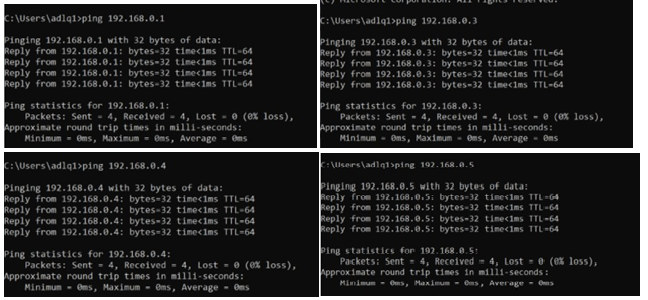 C:\Users\adlq1>ping 192.168.0.1
Pinging 192.168.0.1 with 32 bytes of data:
Reply from 192.168.0.1: bytes=32 time<1ms TTL=64
Reply from 192.168.0.1: bytes=32 time<1ms TTL=64
Reply from 192.168.0.1: bytes=32 time<1ms TTL=64
Reply from 192.168.0.1: bytes=32 time<1ms TTL=64
Ping statistics for 192.168.0.1:
Packets: Sent = 4, Received = 4, Lost = 0 (0% loss),
Approximate round trip times in milli-seconds:
Minimum = 0ms, Maximum = 0ms, Average = 0ms
(c) Microsoft Corporation. All rights reserved.
C:\Users\adlq1>ping 192.168.0.3
Pinging 192.168.0.3 with 32 bytes of data:
Reply from 192.168.0.3: bytes=32 time<1ms TTL=64
Reply from 192.168.0.3: bytes=32 time<1ms TTL=64
Reply from 192.168.0.3: bytes=32 time<1ms TTL=64
Reply from 192.168.0.3: bytes=32 time<1ms TTL=64
Ping statistics for 192.168.0.3:
Packets: Sent = 4, Received = 4, Lost = 0 (0% loss),
Approximate round trip times in milli-seconds:
Minimum = 0ms, Maximum = 0ms, Average = 0ms
C:\Users\adlq1>ping 192.168.0.4
Pinging 192.168.0.4 with 32 bytes of data:
Reply from 192.168.0.4: bytes=32 time<1ms TTL=64
Reply from 192.168.0.4: bytes=32 time<1ms TTL=64
Reply from 192.168.0.4: bytes=32 time<1ms TTL=64
Reply from 192.168.0.4: bytes=32 time<1ms TTL=64
Ping statistics for 192.168.0.4:
Packets: Sent = 4, Received = 4, Lost = 0 (0% loss),
Approximate round trip times in milli-seconds:
Minimum = 0ms, Maximum = 0ms, Average = 0ms
C:\Users\adlq1>ping 192.168.0.5
Pinging 192.168.0.5 with 32 bytes of data:
Reply from 192.168.0.5: bytes=32 time<1ms TTL=64
Reply from 192.168.0.5: bytes=32 time<1ms TTL=64
Reply from 192.168.0.5: bytes=32 time<1ms TTL=64
Reply from 192.168.0.5: bytes=32 time<1ms TTL=64
Ping statistics for 192.168.0.5:
Packets: Sent = 4, Received = 4, Lost = 0 (0% loss),
Approximate round trip times in milli-seconds:
Minimum = 0ms, Maximum = 0ms, Average = 0ms